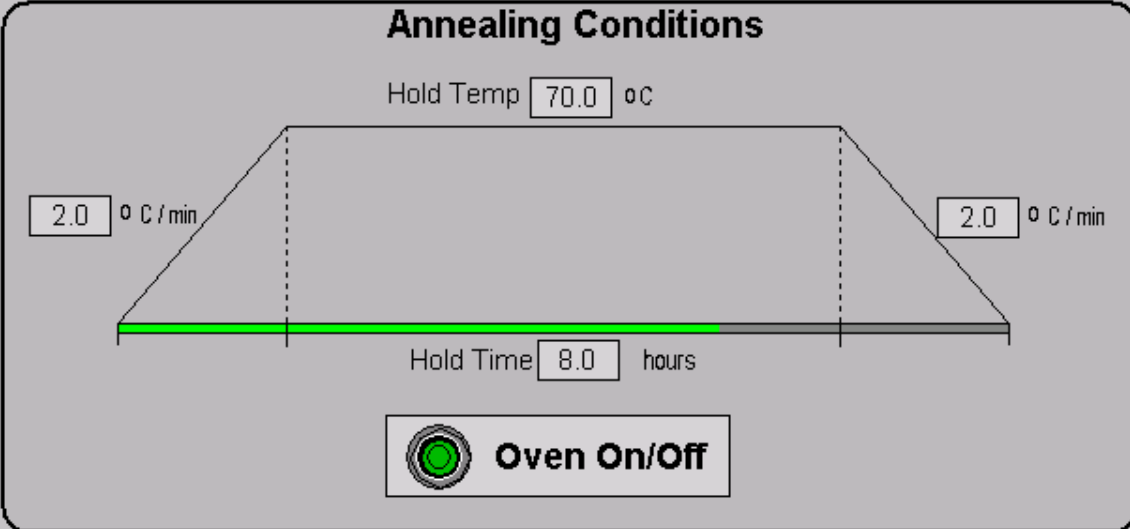 Annealing Conditions
Hold Temp 70.0 o C
2.0 o C / min
2.0 o C / min
Hold Time 8.0 hours
Oven On/Off